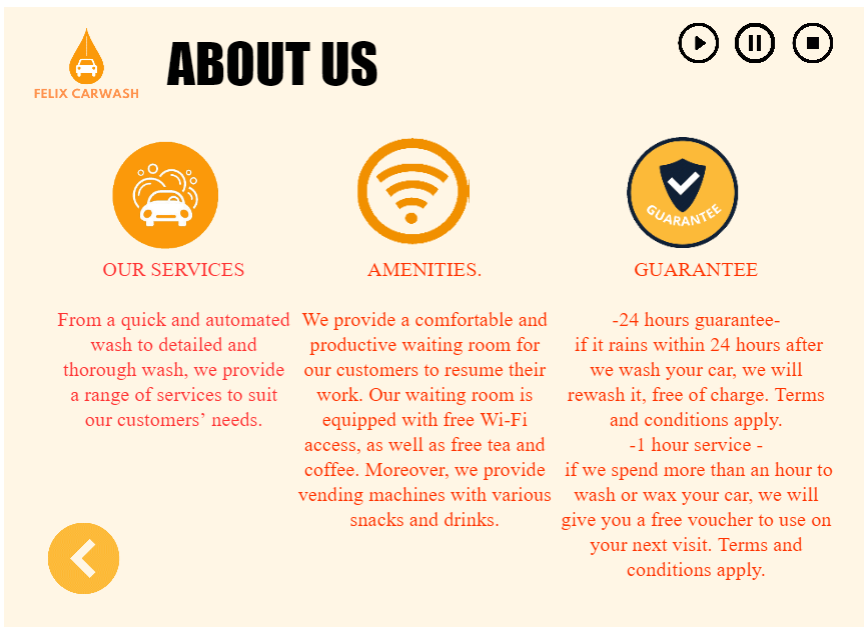 FELIX CARWASH
ABOUT US
OUR SERVICES
From a quick and automated
wash to detailed and
thorough wash, we provide
a range of services to suit
our customers’ needs.
AMENITIES.
We provide a comfortable and
productive waiting room for
our customers to resume their
work. Our waiting room is
equipped with free Wi-Fi
access, as well as free tea and
coffee. Moreover, we provide
vending machines with various
snacks and drinks.
GUARANTEE
GUARANTEE
-24 hours guarantee-
if it rains within 24 hours after
we wash your car, we will
rewash it, free of charge. Terms
and conditions apply.
-1 hour service -
if we spend more than an hour to
wash or wax your car, we will
give you a free voucher to use on
your next visit. Terms and
conditions apply.